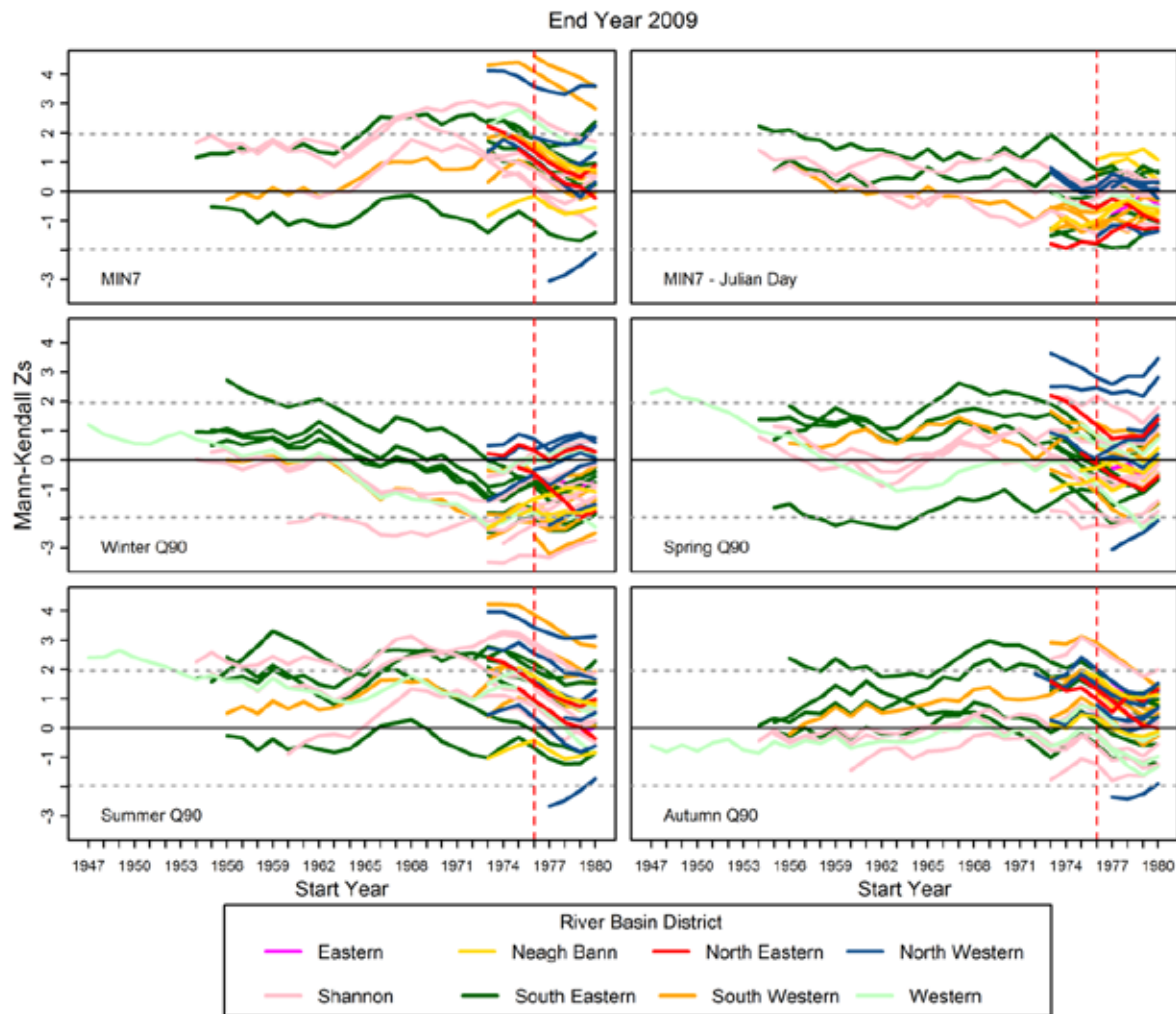 End Year 2009
4
3
2
1
0
-1
-3
MIN7
MIN7 - Julian Day
Mann-Kendall Zs
4
3
2
1
0
-1
-3
Winter Q90
Spring Q90
4
3
2
1
0
-1
-3
Summer Q90
Autumn Q90
1947 1950 1953 1956 1959 1962 1965 1968 1971 1974 1977 1980
1947 1950 1953 1956 1959 1962 1965 1968 1971 1974 1977 1980
Start Year
Start Year
River Basin District
Eastern Neagh Bann North Eastern North Western
Shannon South Eastern South Western Western